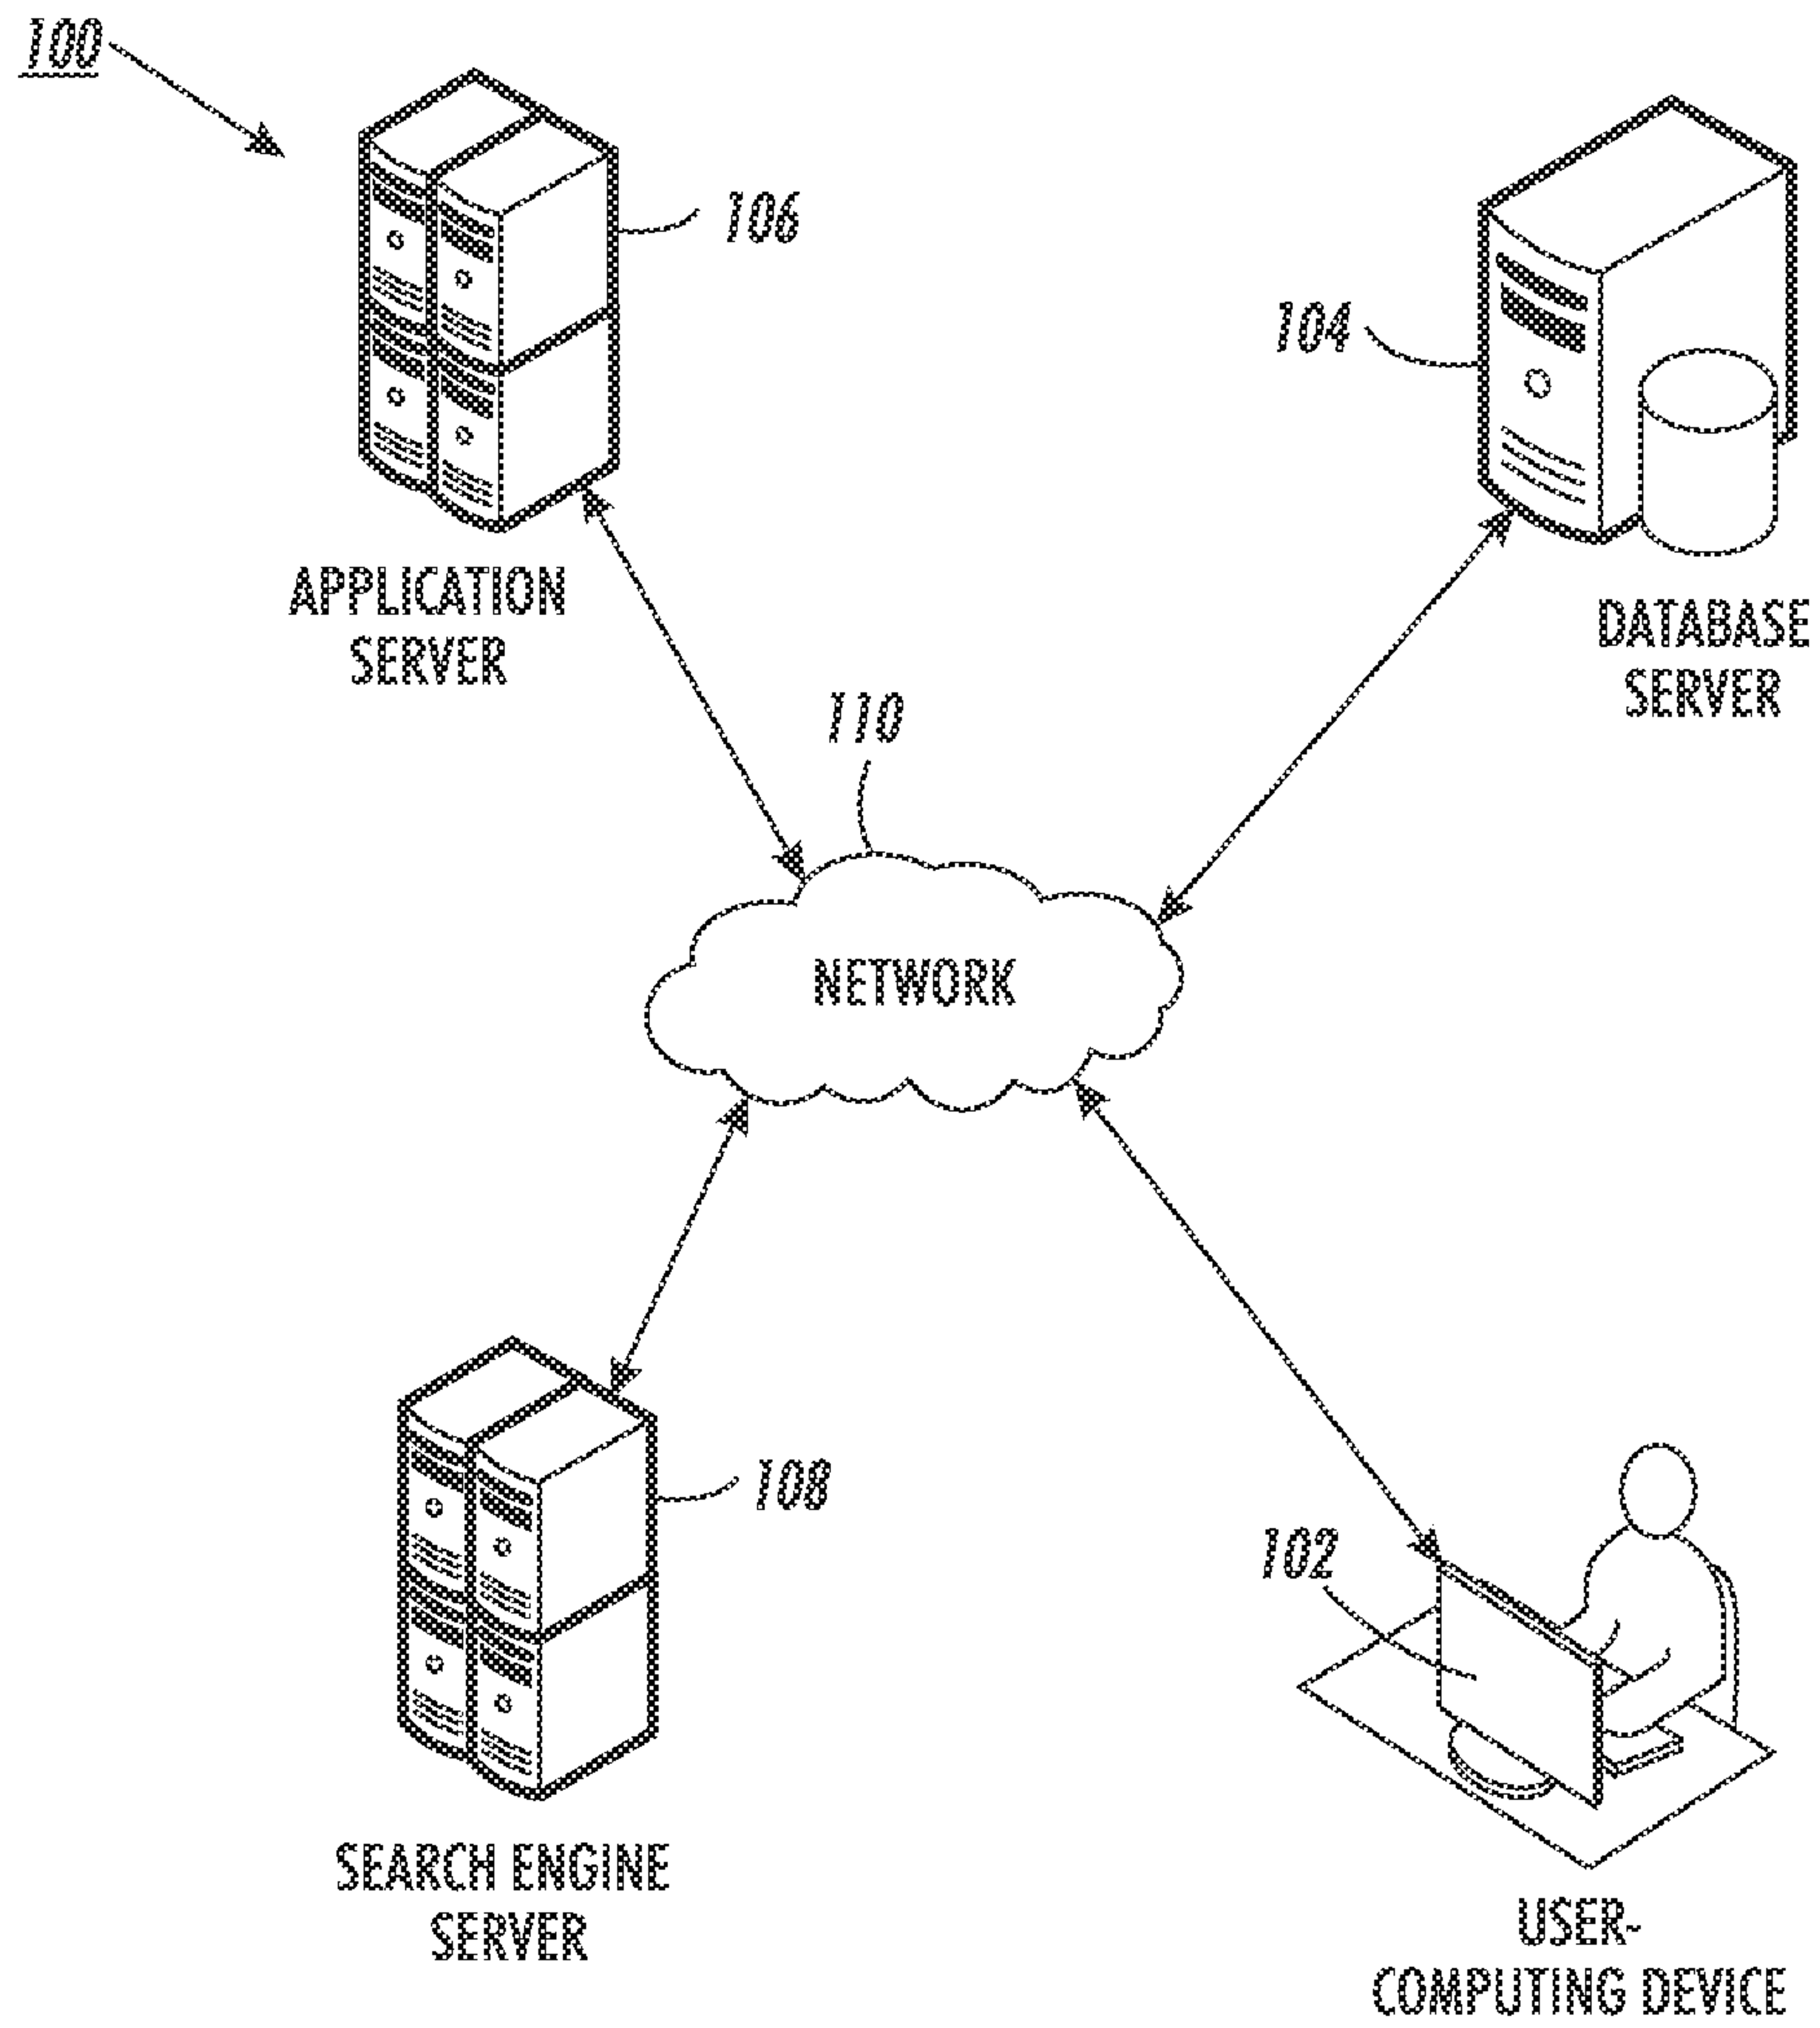 100
106
104
APPLICATION
SERVER
DATABASE
SERVER
110
NETWORK
108
102
SEARCH ENGINE
SERVER
USER-
COMPUTING DEVICE